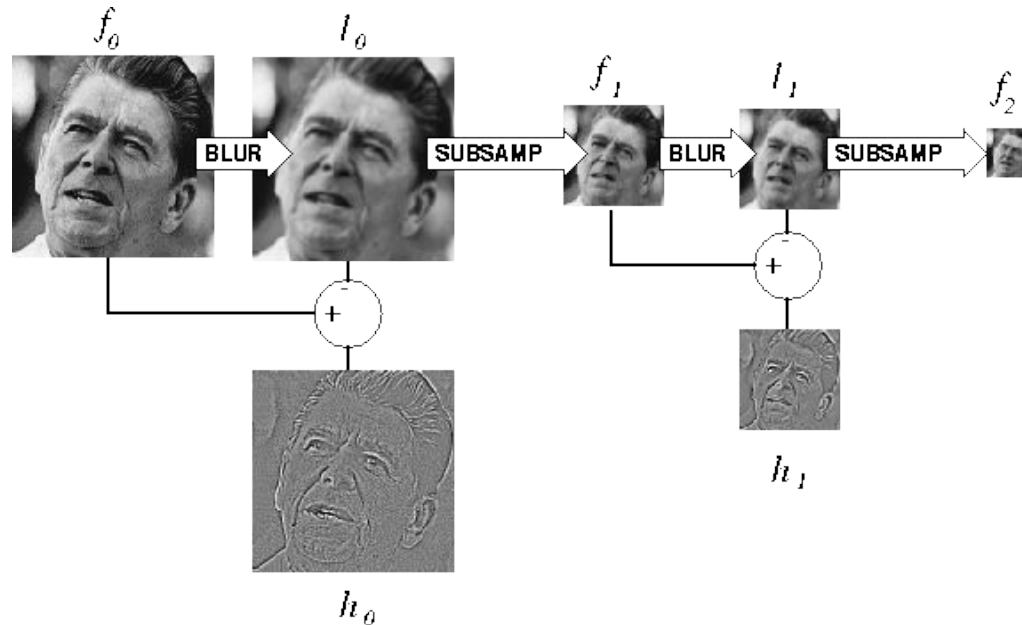 f₀ l₀ f₁ l₁ f₂
BLUR SUBSAMP BLUR SUBSAMP
- +
- +
h₁
h₀